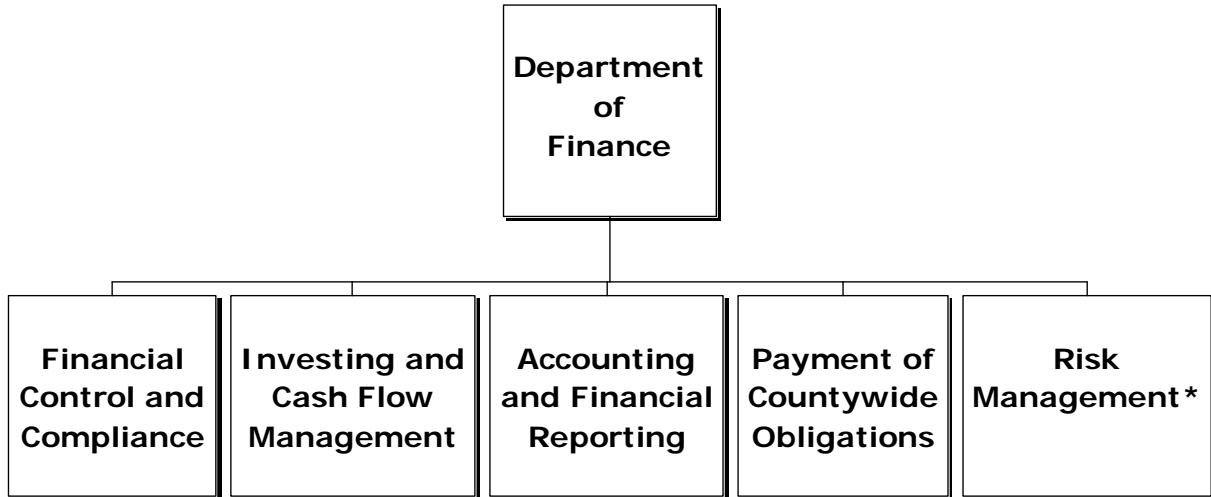 Department
of
Finance
Financial
Control and
Compliance
Investing and
Cash Flow
Management
Accounting
and Financial
Reporting
Payment of
Countywide
Obligations
Risk
Management*